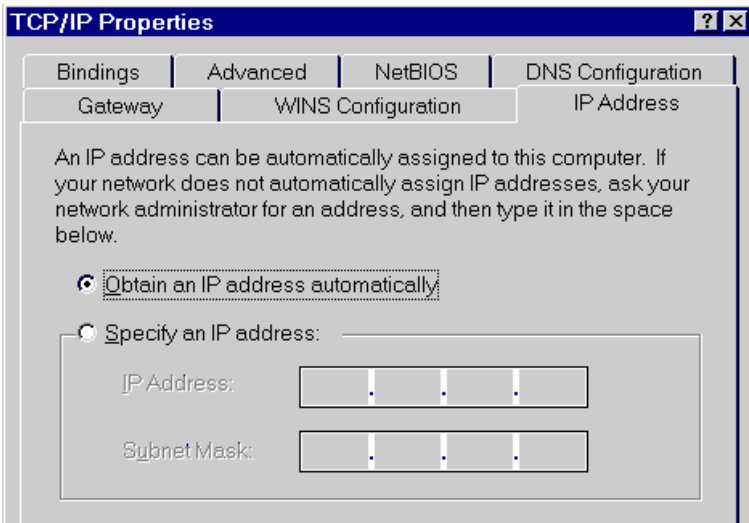 TCP/IP Properties
Bindings Advanced NetBIOS DNS Configuration
Gateway WINS Configuration IP Address
An IP address can be automatically assigned to this computer. If
your network does not automatically assign IP addresses, ask your
network administrator for an address, and then type it in the space
below.
Obtain an IP address automatically
Specify an IP address:
IP Address: . . .
Subnet Mask: . . .